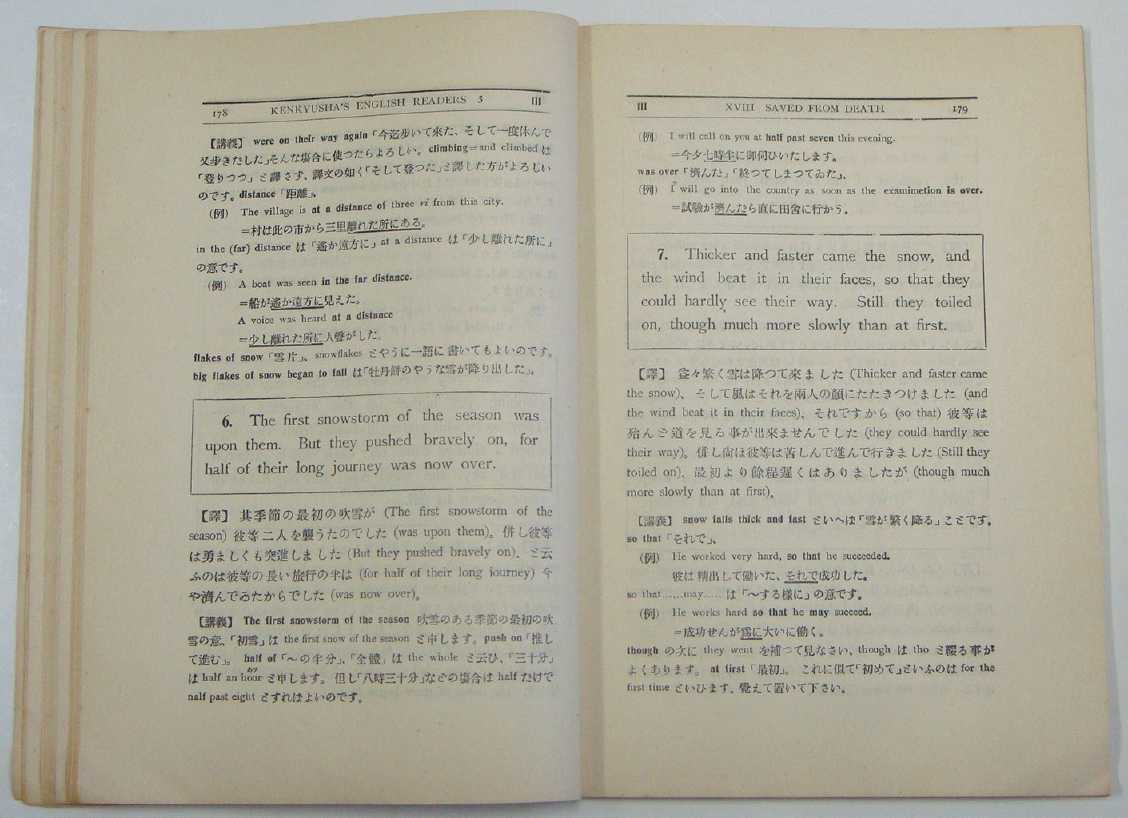 178 KENKYUSHA'S ENGLISH READERS 3 III
【講義】 were on their way again「今迄歩いて來た、そして一度休んで
又歩きだした」そんな場合に使つたらよろしい。climbing=and climbed は
「登りつつ」と譯さず、譯文の如く「そして登つた」と譯した方がよろしい
のです。distance「距離」。
(例) The village is at a distance of three ri from this city.
=村は此の市から三里離れた所にある。
in the (far) distance は「遙か遠方に」at a distance は「少し離れた所に」
の意です。
(例) A boat was seen in the far distance.
=船が遙か遠方に見えた。
A voice was heard at a distance
=少し離れた所に人聲がした。
flakes of snow「雪片」、snowflakes とやうに一語に書いてもよいのです。
big flakes of snow began to fall は「牡丹餅のやうな雪が降り出した」。
6. The first snowstorm of the season was
upon them. But they pushed bravely on, for
half of their long journey was now over.
【譯】 其季節の最初の吹雪が (The first snowstorm of the
season) 彼等二人を襲うたのでした (was upon them)。併し彼等
は勇ましくも突進しました (But they pushed bravely on)、と云
ふのは彼等の長い旅行の半は (for half of their long journey) 今
や濟んでゐたからでした (was now over)。
【講義】 The first snowstorm of the season 吹雪のある季節の最初の吹
雪の意、「初雪」は the first snow of the season と申します。push on「推し
て進む」。 half of「〜の半分」、「全體」は the whole と云ひ、「三十分」
は half an hour と申します。但し「八時三十分」などの場合は half だけで
half past eight とすればよいのです。
III XVIII SAVED FROM DEATH 179
(例) I will call on you at half past seven this evening.
=今夕七時半に御伺ひいたします。
was over「濟んだ」「終つてしまつてゐた」、
(例) I will go into the country as soon as the examimetion is over.
=試驗が濟んだら直に田舍に行かう。
7. Thicker and faster came the snow, and
the wind beat it in their faces, so that they
could hardly see their way. Still they toiled
on, though much more slowly than at first.
【譯】 益々繁く雪は降つて來ました (Thicker and faster came
the snow)、そして風はそれを兩人の顏にたたきつけました (and
the wind beat it in their faces)、それですから (so that) 彼等は
殆んど道を見る事が出來ませんでした (they could hardly see
their way)。併し尙ほ彼等は苦しんで進んで行きました (Still they
toiled on)、最初より餘程遲くはありましたが (though much
more slowly than at first)。
【講義】 snow falls thick and fast といへば「雪が繁く降る」ことです。
so that「それで」、
(例) He worked very hard, so that he succeeded.
彼は精出して働いた、それで成功した。
so that ......may..... は「〜する樣に」の意です。
(例) He works hard so that he may succeed.
=成功せんが爲に大いに働く。
though の次に they went を補つて見なさい、though は tho と綴る事が
よくあります。 at first「最初」。 これに似て「初めて」といふのは for the
first time といひます、覺えて置いて下さい。